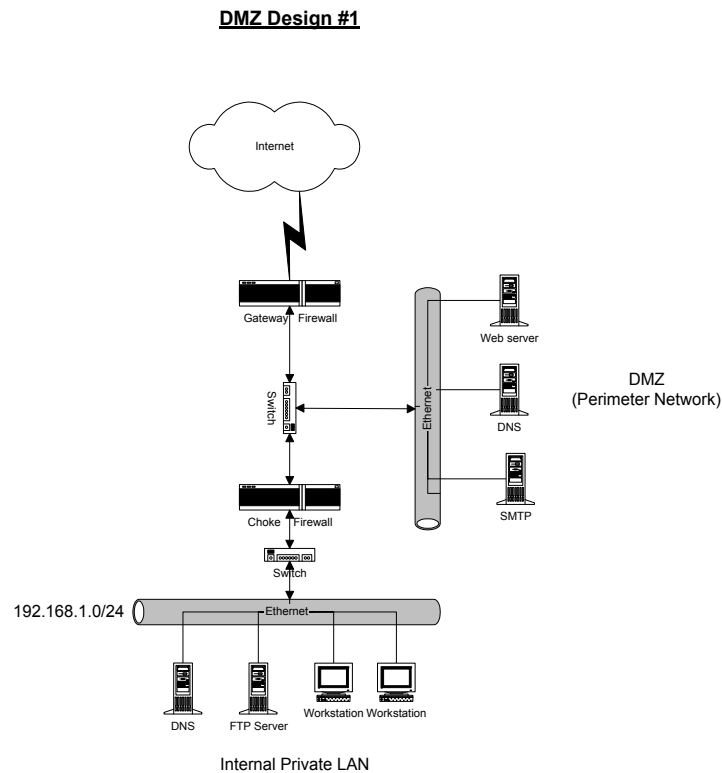 DMZ Design #1
Internet
Gateway Firewall
Switch
Ethernet
Web server
DNS
SMTP
DMZ
(Perimeter Network)
Choke Firewall
Switch
192.168.1.0/24
Ethernet
DNS
FTP Server
Workstation
Workstation
Internal Private LAN